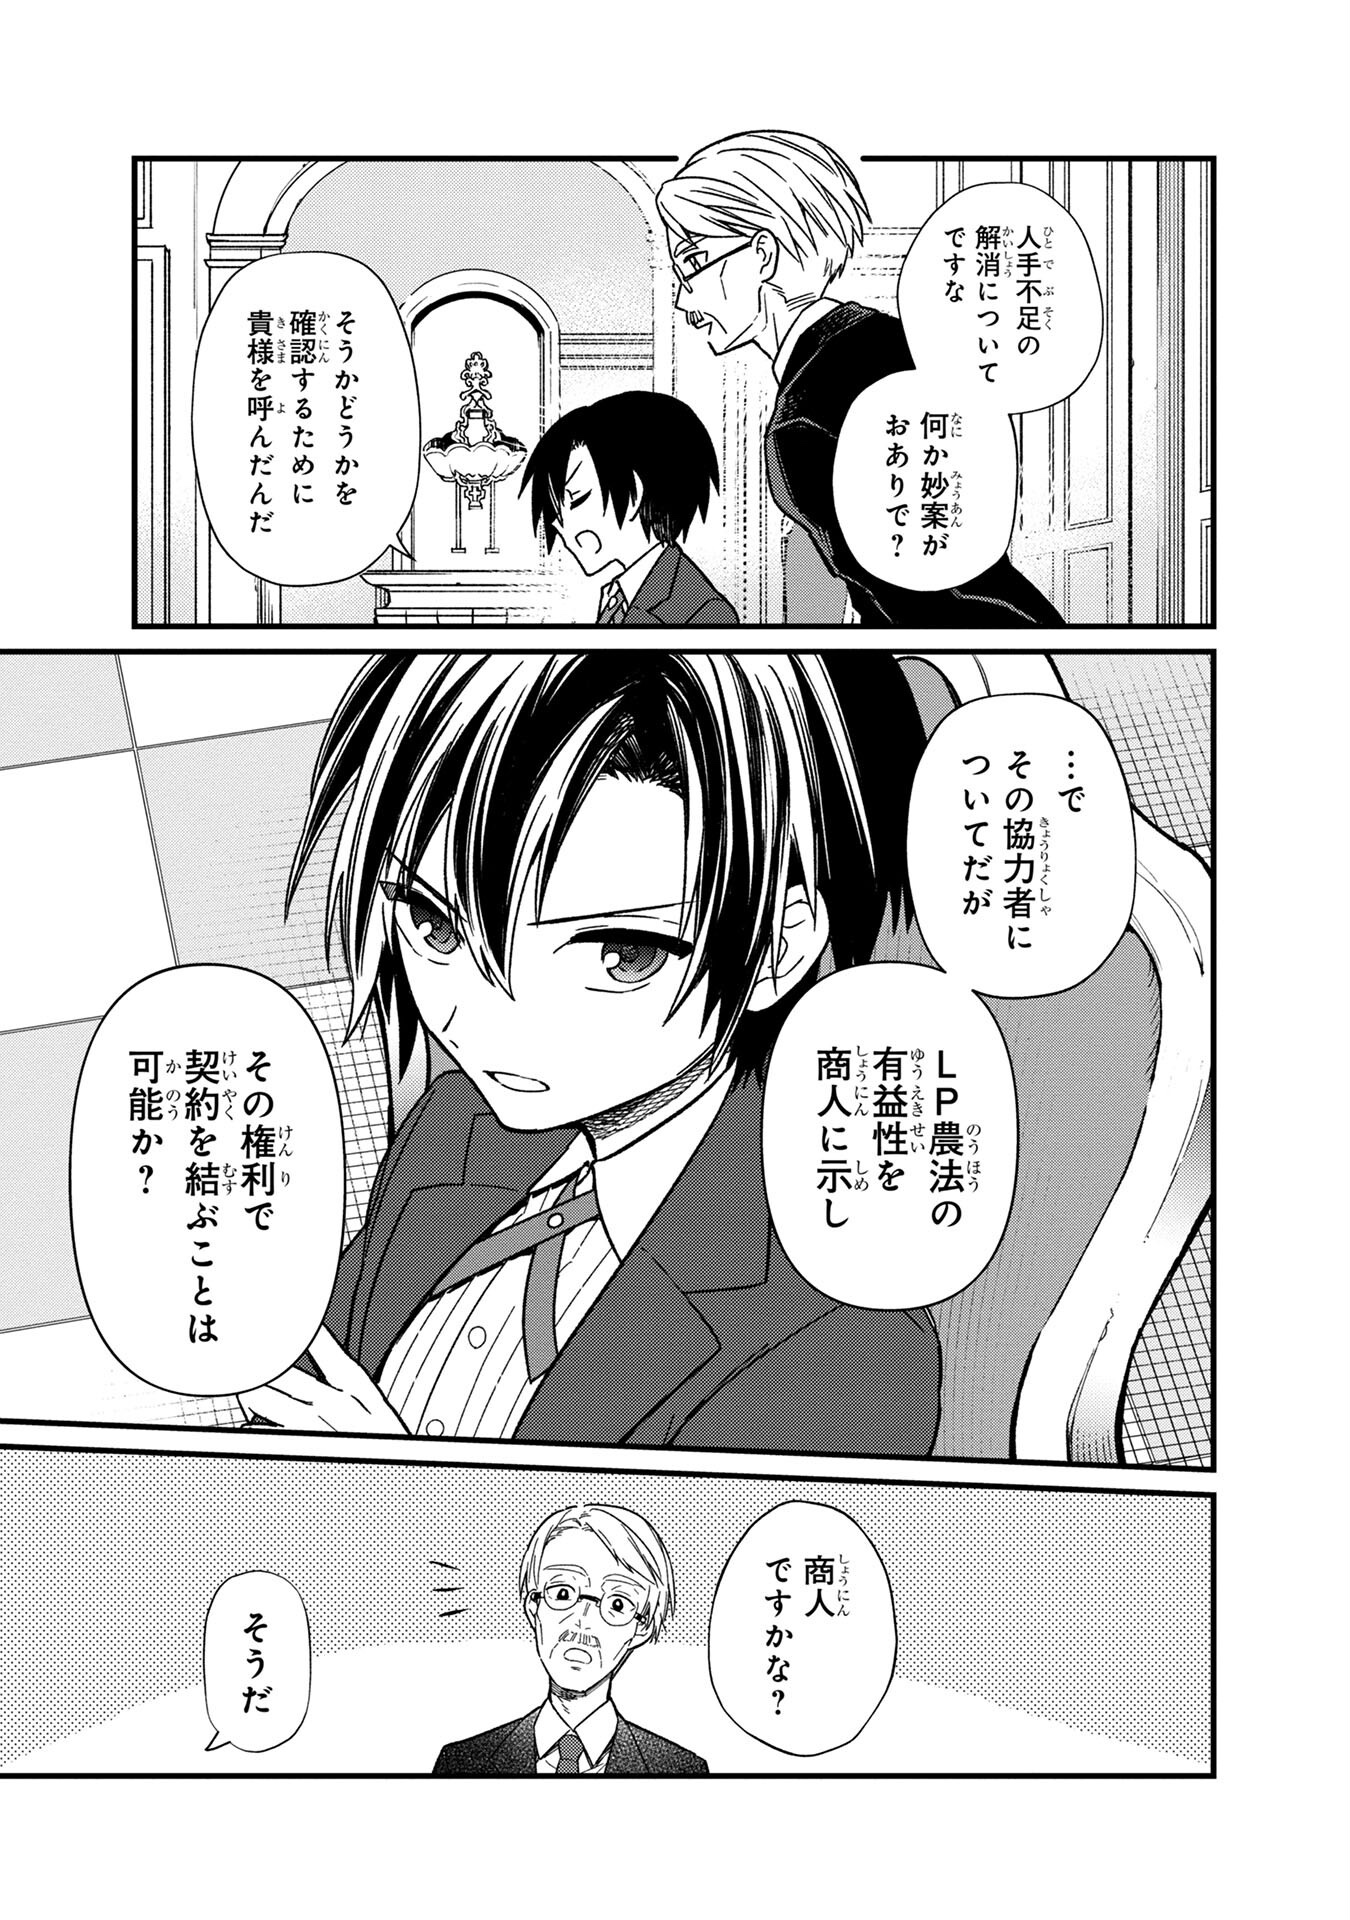 人手不足の
解消について
ですな
何か妙案が
おありで？
そうかどうかを
確認するために
貴様を呼んだんだ
…で
その協力者に
ついてだが
ＬＰ農法の
有益性を
商人に示し
その権利で
契約を結ぶことは
可能か？
商人
ですかな？
そうだ